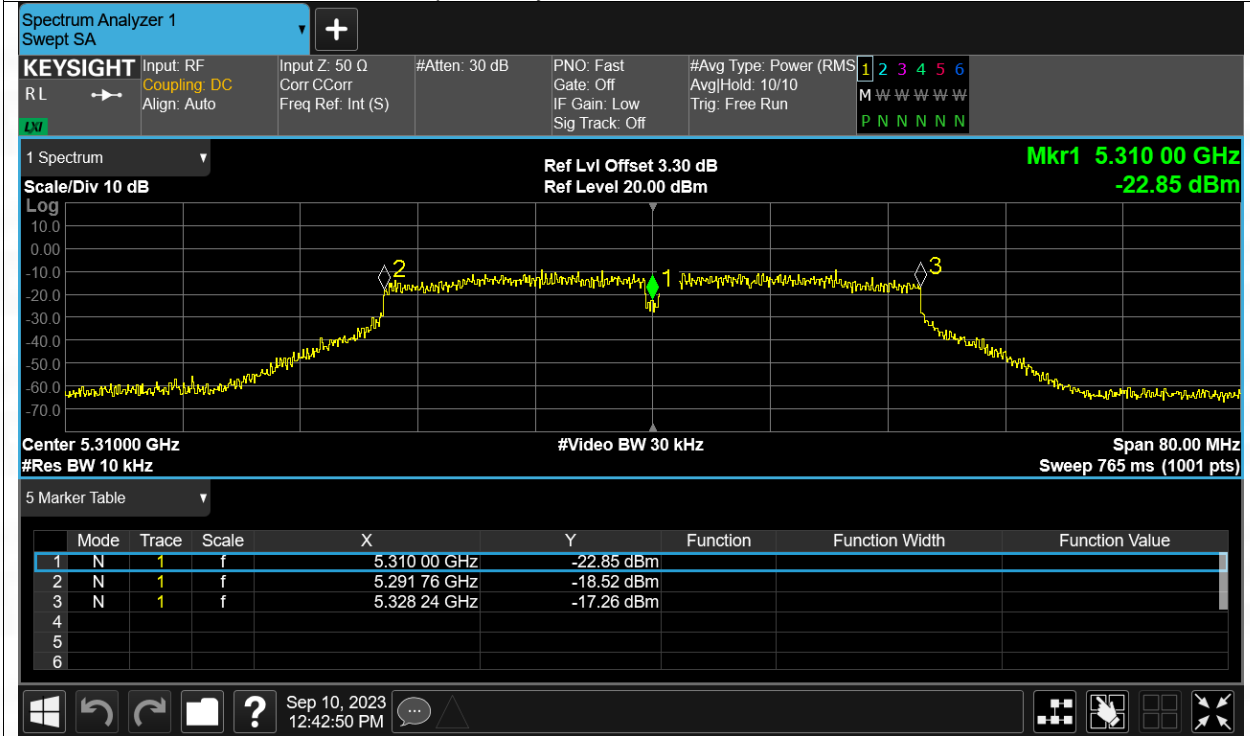 Spectrum Analyzer 1
Swept SA
+
KEYSIGHT Input: RF Input Z: 50 Ω #Atten: 30 dB PNO: Fast #Avg Type: Power (RMS 1 2 3 4 5 6
R L Coupling: DC Corr CCorr Gate: Off Avg|Hold: 10/10 M W W W W W
Align: Auto Freq Ref: Int (S) IF Gain: Low Trig: Free Run
LXI Sig Track: Off P N N N N N
1 Spectrum
Ref Lvl Offset 3.30 dB Mkr1 5.310 00 GHz
Scale/Div 10 dB Ref Level 20.00 dBm -22.85 dBm
Log
10.0
0.00
-10.0
-20.0
-30.0
-40.0
-50.0
-60.0
-70.0
2
1
3
Center 5.31000 GHz #Video BW 30 kHz Span 80.00 MHz
#Res BW 10 kHz Sweep 765 ms (1001 pts)
5 Marker Table
Mode Trace Scale X Y Function Function Width Function Value
1 N 1 f 5.310 00 GHz -22.85 dBm
2 N 1 f 5.291 76 GHz -18.52 dBm
3 N 1 f 5.328 24 GHz -17.26 dBm
4
5
6
? Sep 10, 2023
12:42:50 PM